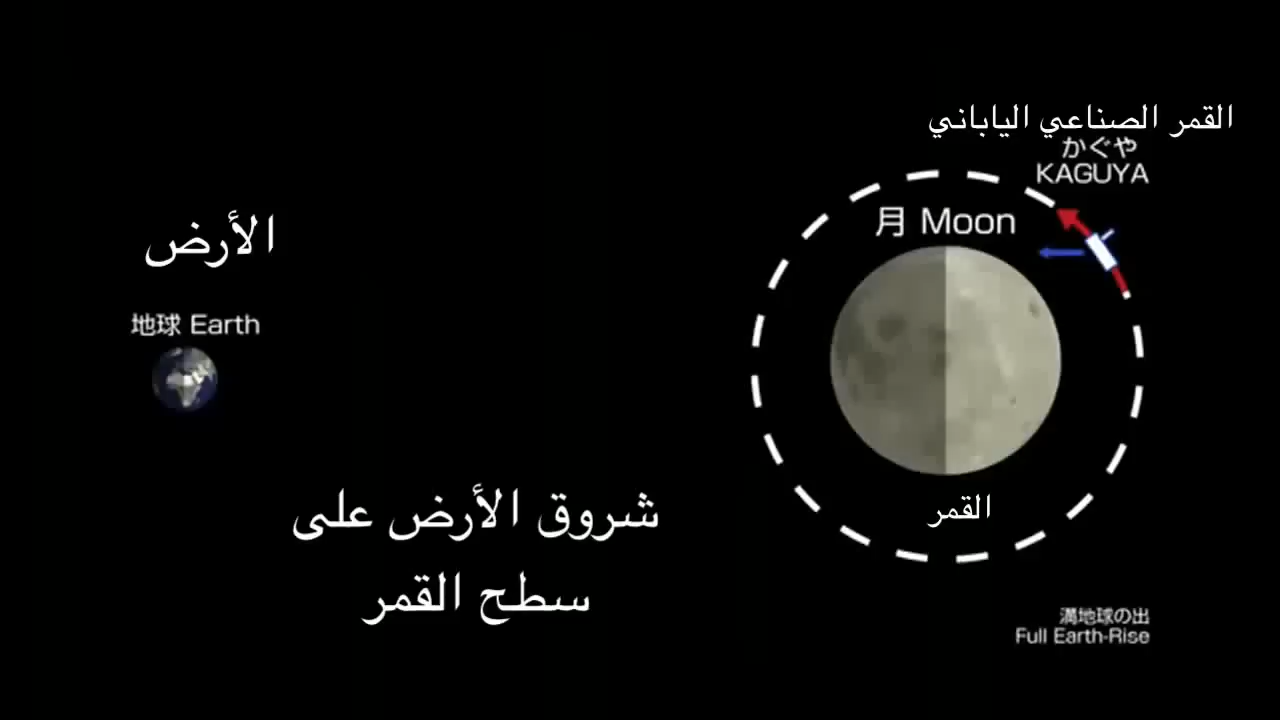 القمر الصناعي الياباني
かぐや
KAGUYA
月 Moon
الأرض
地球 Earth
القمر
شروق الأرض على
سطح القمر
満地球の出
Full Earth-Rise